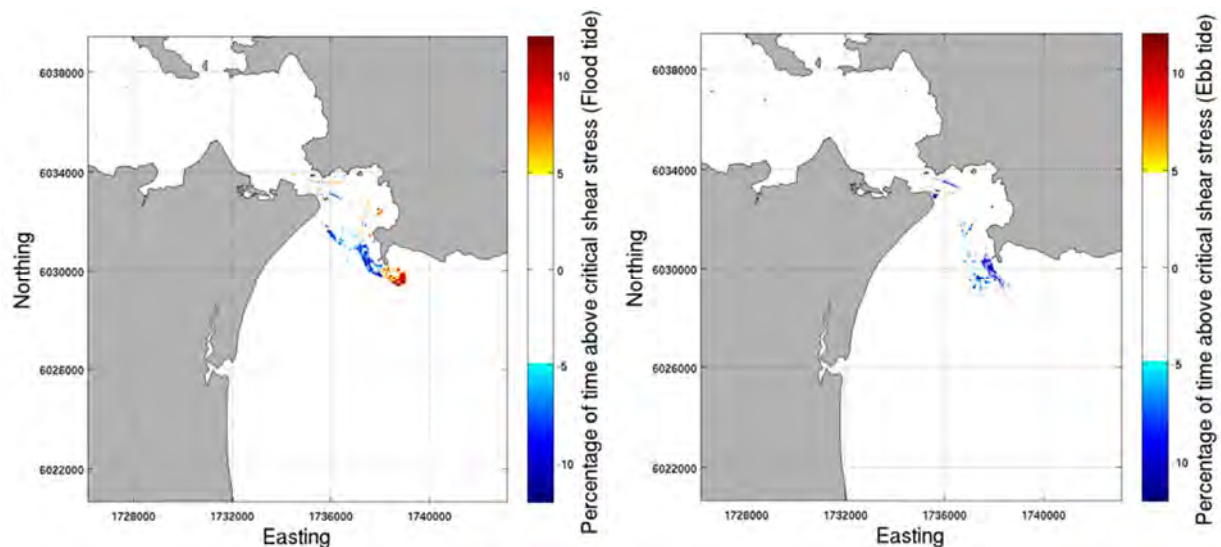 6038000
6034000
6030000
6026000
6022000
Northing
1728000 1732000 1736000 1740000
Easting
10
5
0
-5
-10
Percentage of time above critical shear stress (Flood tide)
6038000
6034000
6030000
6026000
6022000
Northing
1728000 1732000 1736000 1740000
Easting
10
5
0
-5
-10
Percentage of time above critical shear stress (Ebb tide)